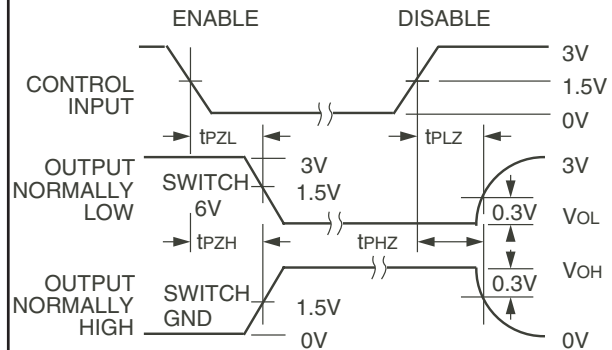 ENABLE DISABLE
3V
CONTROL
INPUT
1.5V
0V
tPZL tPLZ
OUTPUT
NORMALLY
LOW
SWITCH
6V
3V
1.5V
3V
0.3V
VOL
tPZH tPHZ
OUTPUT
NORMALLY
HIGH
SWITCH
GND
1.5V
0V
VOH
0.3V
0V